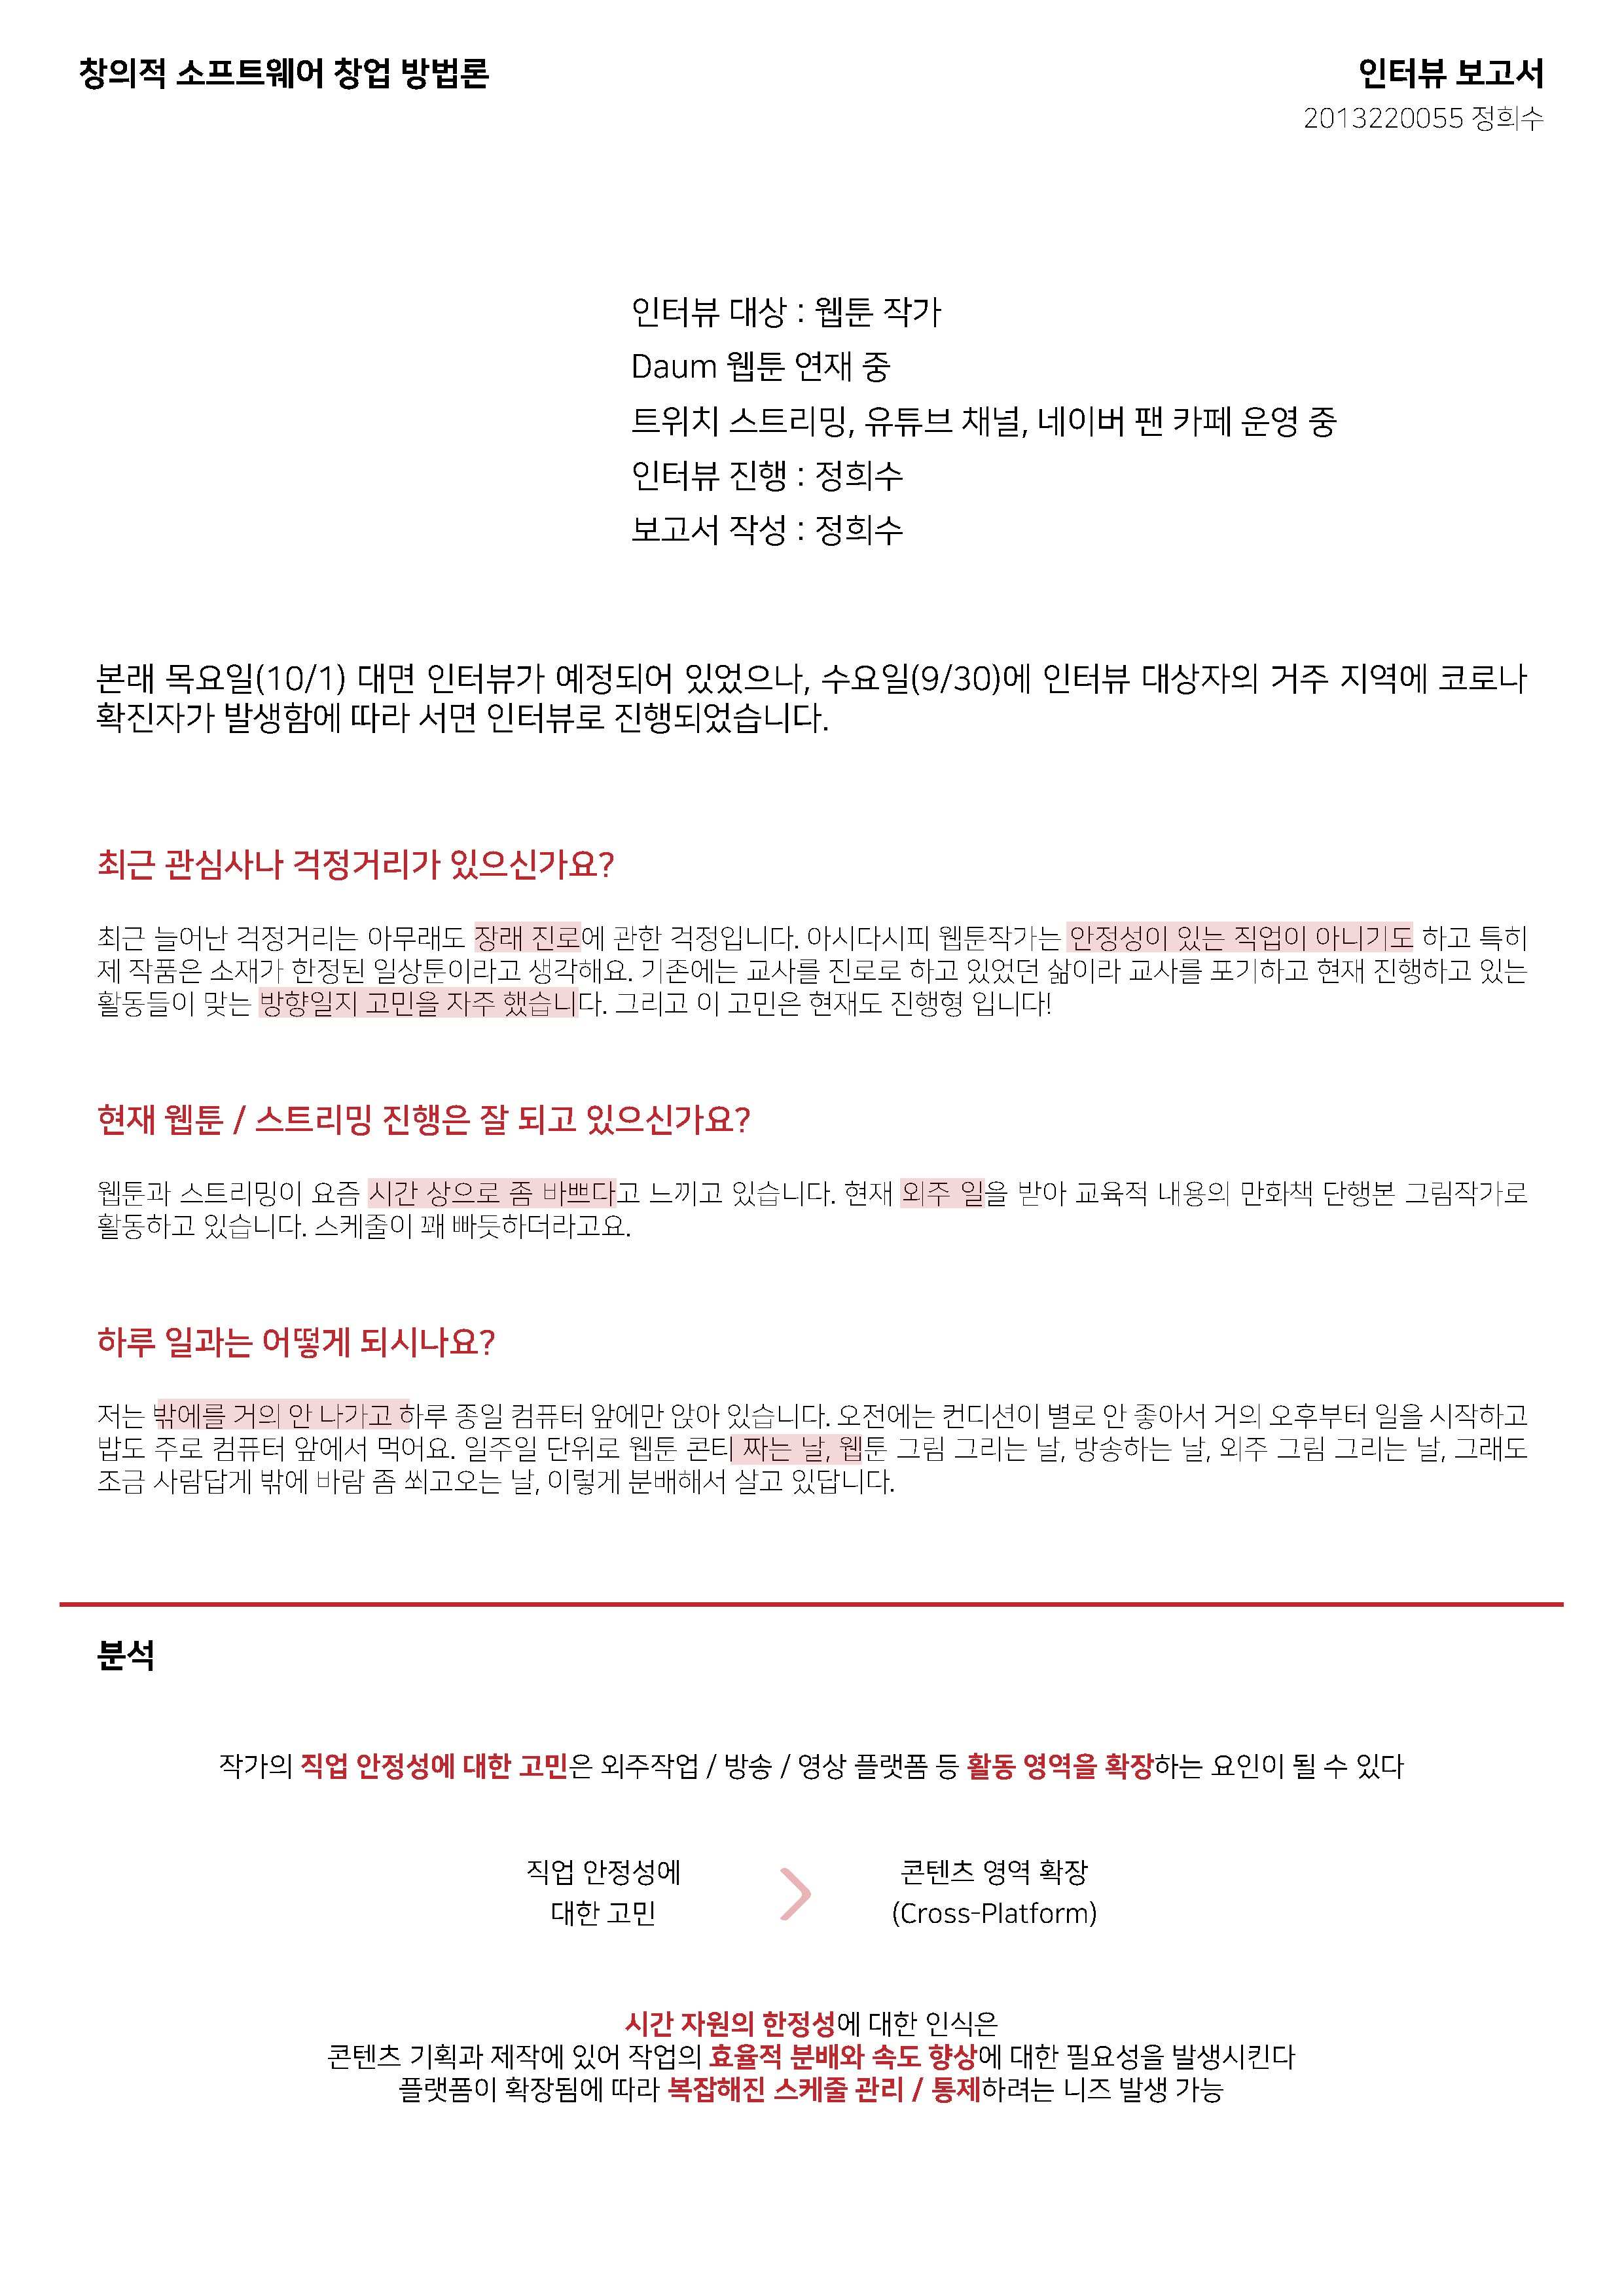 창의적 소프트웨어 창업 방법론
인터뷰 보고서
2013220055 정희수
인터뷰 대상 : 웹툰 작가
Daum 웹툰 연재 중
트위치 스트리밍, 유튜브 채널, 네이버 팬 카페 운영 중
인터뷰 진행 : 정희수
보고서 작성 : 정희수
본래 목요일(10/1) 대면 인터뷰가 예정되어 있었으나, 수요일(9/30)에 인터뷰 대상자의 거주 지역에 코로나
확진자가 발생함에 따라 서면 인터뷰로 진행되었습니다.
최근 관심사나 걱정거리가 있으신가요?
최근 늘어난 걱정거리는 아무래도 장래 진로에 관한 걱정입니다. 아시다시피 웹툰작가는 안정성이 있는 직업이 아니기도 하고 특히
제 작품은 소재가 한정된 일상툰이라고 생각해요. 기존에는 교사를 진로로 하고 있었던 삶이라 교사를 포기하고 현재 진행하고 있는
활동들이 맞는 방향일지 고민을 자주 했습니다. 그리고 이 고민은 현재도 진행형 입니다!
현재 웹툰 / 스트리밍 진행은 잘 되고 있으신가요?
웹툰과 스트리밍이 요즘 시간 상으로 좀 바쁘다고 느끼고 있습니다. 현재 외주 일을 받아 교육적 내용의 만화책 단행본 그림작가로
활동하고 있습니다. 스케줄이 꽤 빠듯하더라고요.
하루 일과는 어떻게 되시나요?
저는 밖에를 거의 안 나가고 하루 종일 컴퓨터 앞에만 앉아 있습니다. 오전에는 컨디션이 별로 안 좋아서 거의 오후부터 일을 시작하고
밥도 주로 컴퓨터 앞에서 먹어요. 일주일 단위로 웹툰 콘티 짜는 날, 웹툰 그림 그리는 날, 방송하는 날, 외주 그림 그리는 날, 그래도
조금 사람답게 밖에 바람 좀 쐬고오는 날, 이렇게 분배해서 살고 있답니다.
분석
작가의 직업 안정성에 대한 고민은 외주작업 / 방송 / 영상 플랫폼 등 활동 영역을 확장하는 요인이 될 수 있다
직업 안정성에
대한 고민
콘텐츠 영역 확장
(Cross-Platform)
시간 자원의 한정성에 대한 인식은
콘텐츠 기획과 제작에 있어 작업의 효율적 분배와 속도 향상에 대한 필요성을 발생시킨다
플랫폼이 확장됨에 따라 복잡해진 스케줄 관리 / 통제하려는 니즈 발생 가능